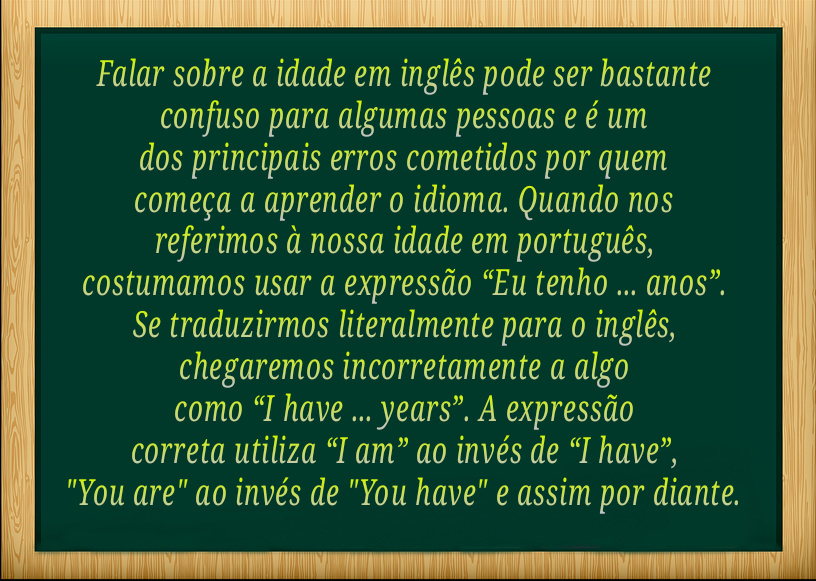 Falar sobre a idade em inglês pode ser bastante
confuso para algumas pessoas e é um
dos principais erros cometidos por quem
começa a aprender o idioma. Quando nos
referimos à nossa idade em português,
costumamos usar a expressão “Eu tenho ... anos”.
Se traduzirmos literalmente para o inglês,
chegaremos incorretamente a algo
como “I have ... years”. A expressão
correta utiliza “I am” ao invés de “I have”,
"You are" ao invés de "You have" e assim por diante.